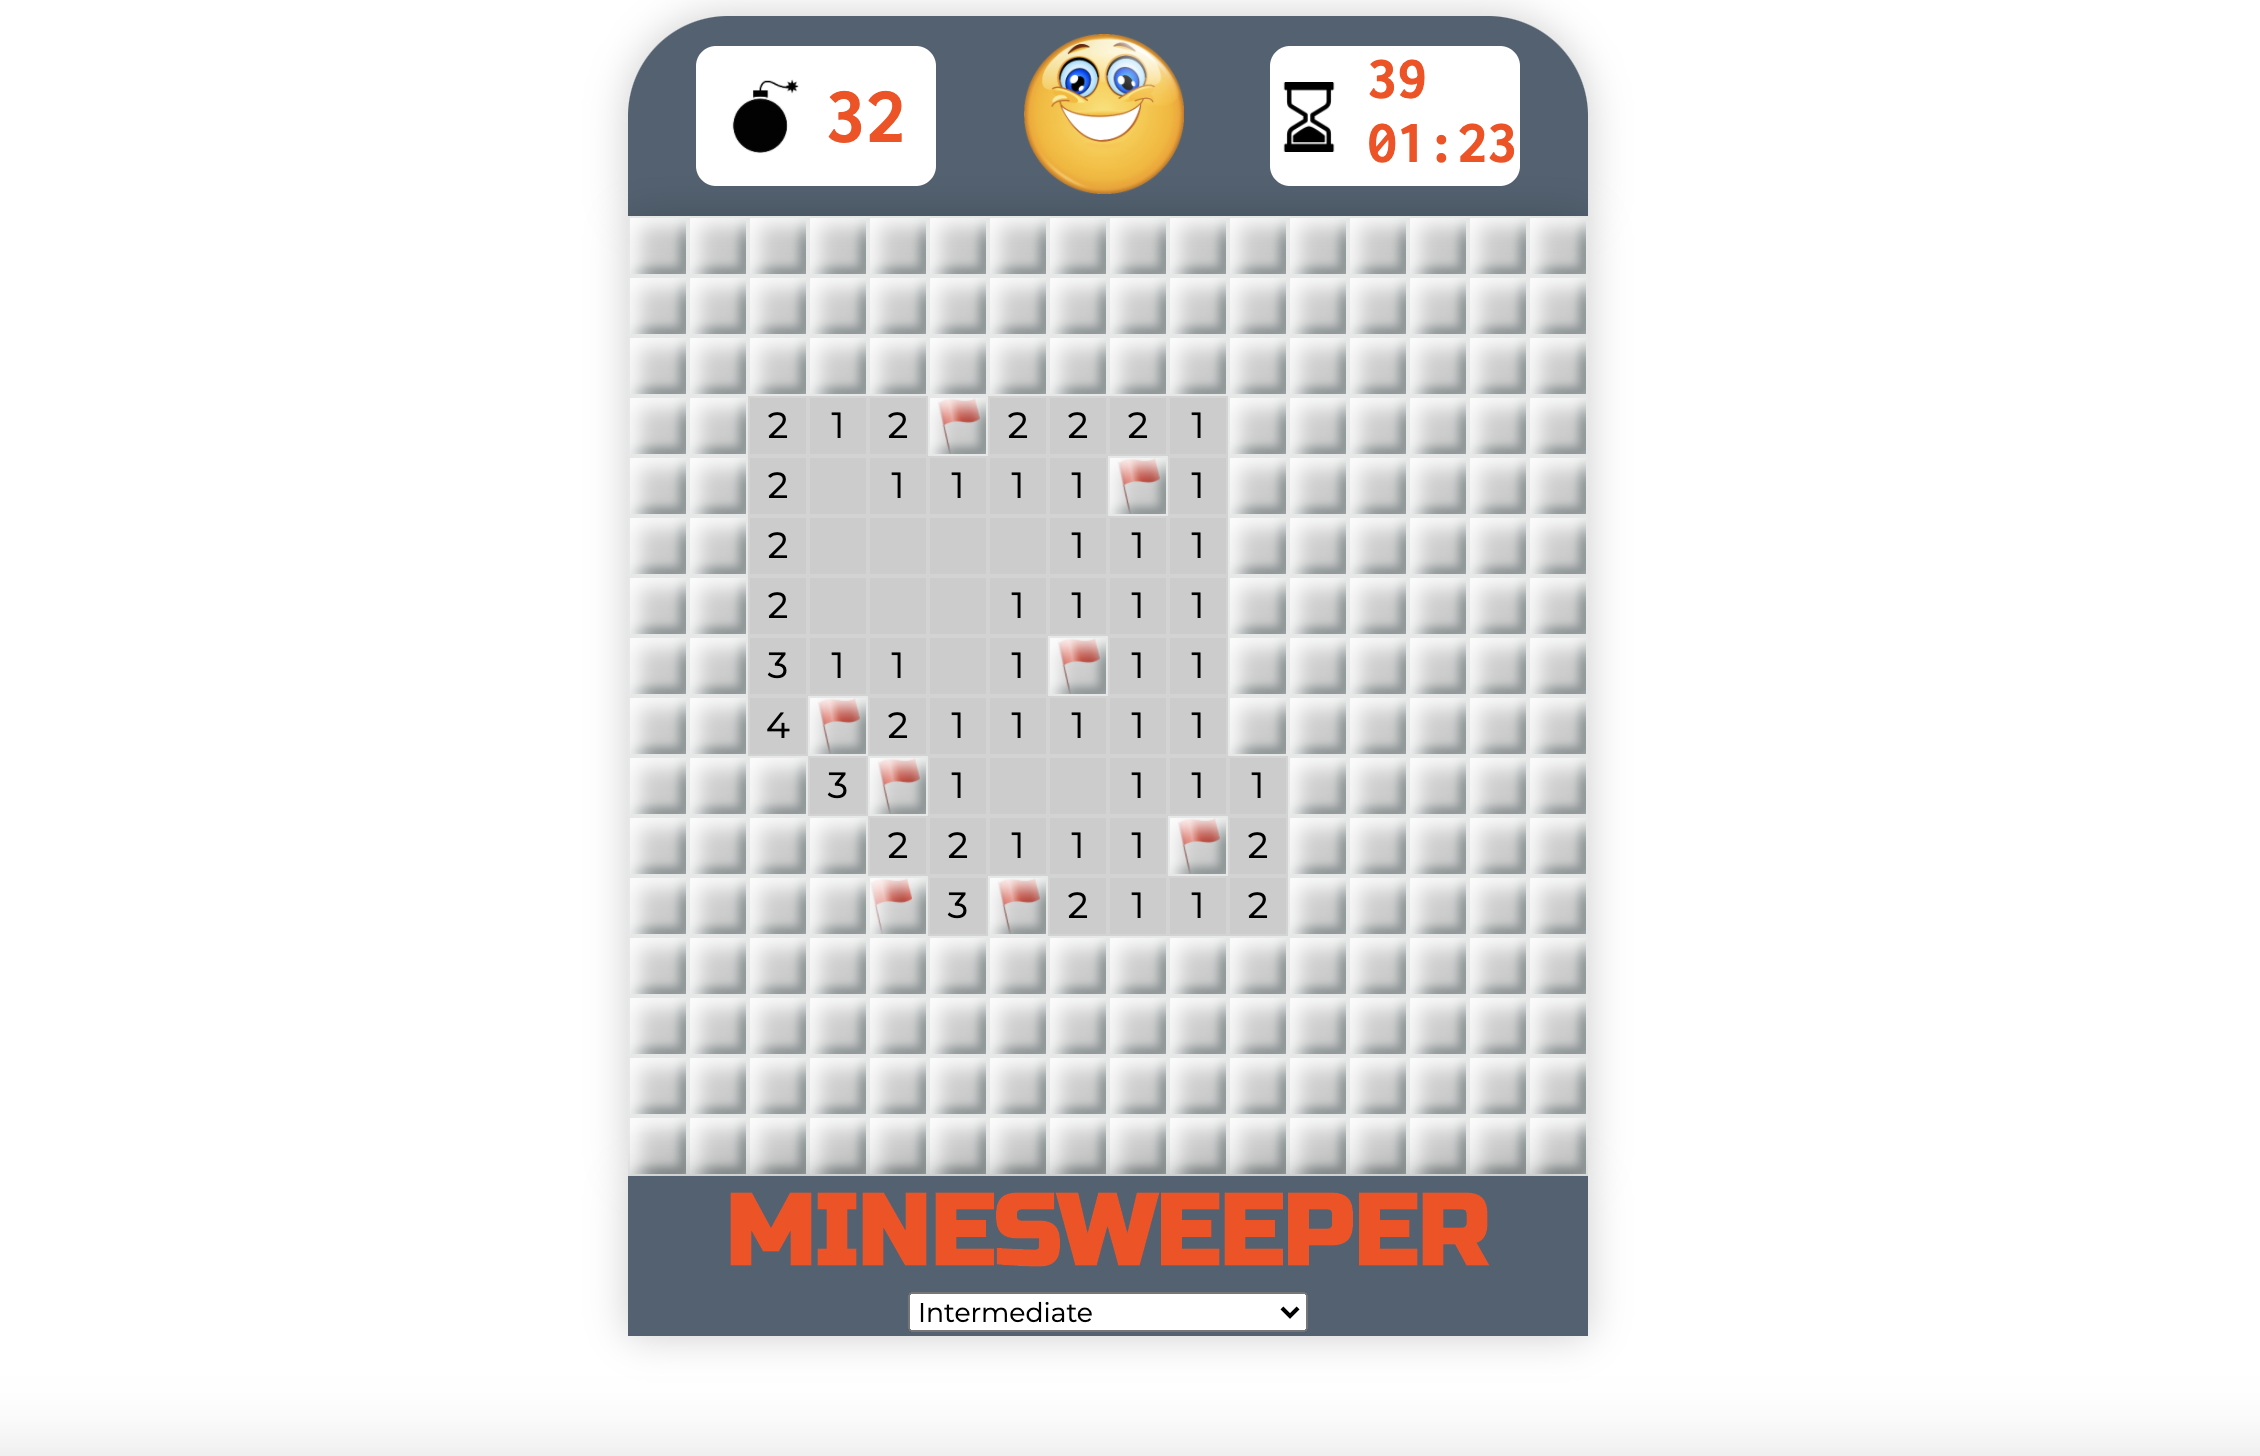 32
39
01:23
2 1 2 2 2 2 1
2 1 1 1 1 1
2 1 1 1
2 1 1 1 1
3 1 1 1 1 1
4 2 1 1 1 1 1
3 1 1 1 1
2 2 1 1 1 2
3 2 1 1 2
MINESWEEPER
Intermediate